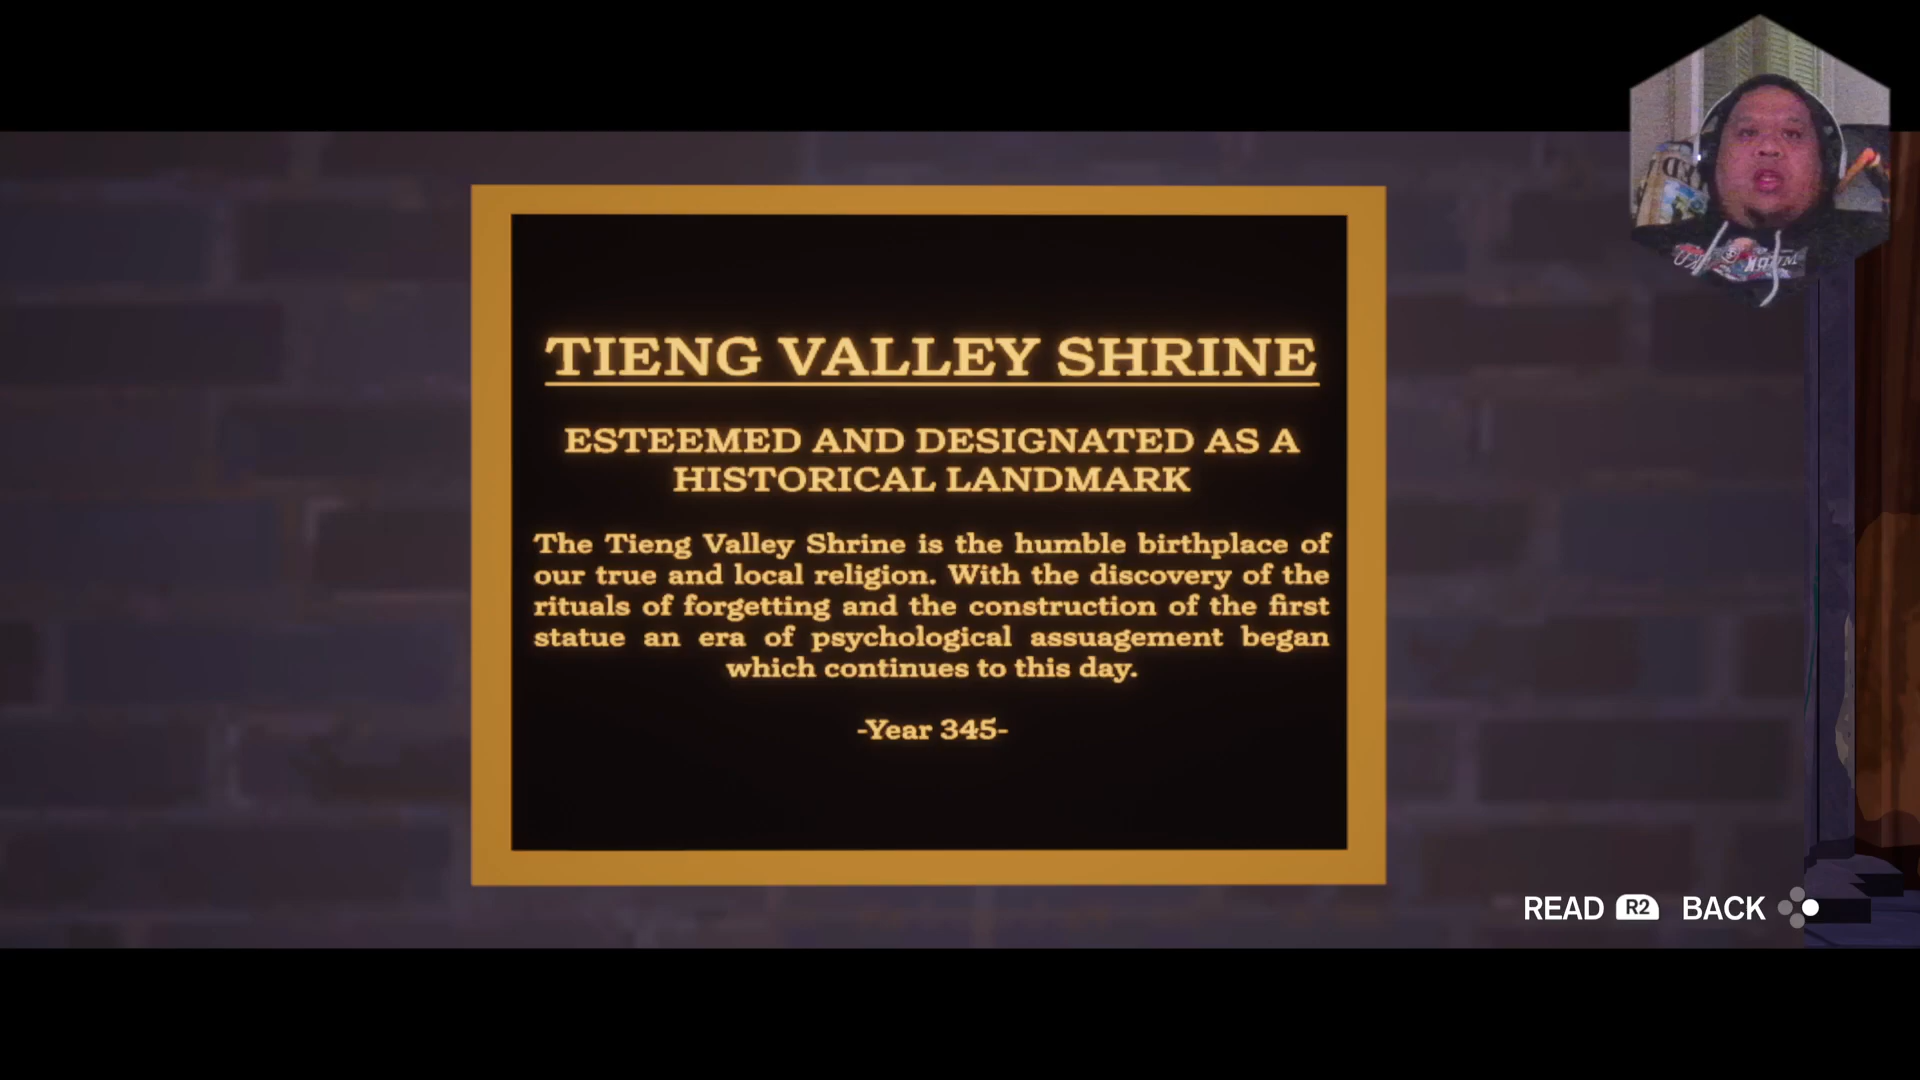 TIENG VALLEY SHRINE
ESTEEMED AND DESIGNATED AS A
HISTORICAL LANDMARK
The Tieng Valley Shrine is the humble birthplace of
our true and local religion. With the discovery of the
rituals of forgetting and the construction of the first
statue an era of psychological assuagement began
which continues to this day.
-Year 345-
READ R2 BACK